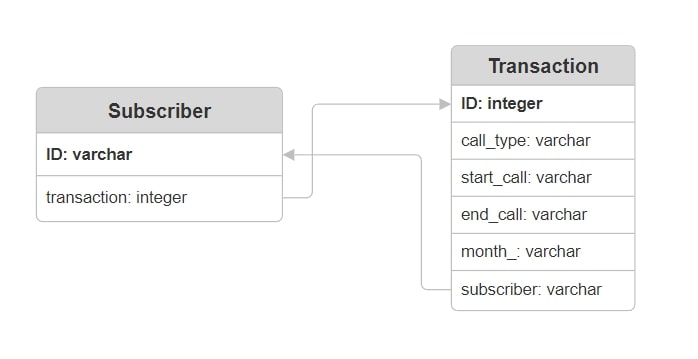 Subscriber
ID: varchar
transaction: integer
Transaction
ID: integer
call_type: varchar
start_call: varchar
end_call: varchar
month_: varchar
subscriber: varchar